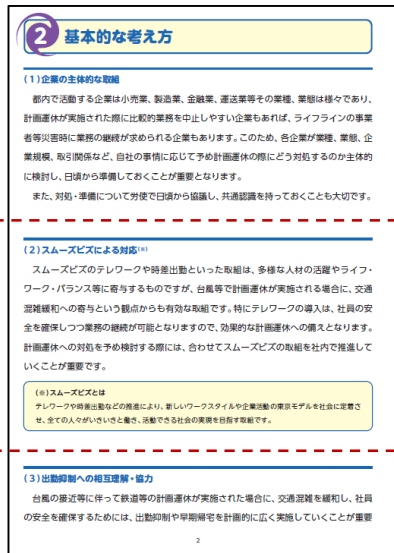 2 基本的な考え方
（１）企業の主体的な取組
都内で活動する企業は小売業、製造業、金融業、運送業等その業種、業態は様々であり、
計画運休が実施された際に比較的業務を中止しやすい企業もあれば、ライフラインの事業
者等災害時に業務の継続が求められる企業もあります。このため、各企業が業種、業態、企
業規模、取引関係など、自社の事情に応じて予め計画運休の際にどう対処するのか主体的
に検討し、日頃から準備しておくことが重要となります。
また、対処・準備について労使で日頃から協議し、共通認識を持っておくことも大切です。
（２）スムーズビズによる対応(※)
スムーズビズのテレワークや時差出勤といった取組は、多様な人材の活躍やライフ・
ワーク・バランス等に寄与するものですが、台風等で計画運休が実施される場合に、交通
混雑緩和への寄与という観点からも有効な取組です。特にテレワークの導入は、社員の安
全を確保しつつ業務の継続が可能となりますので、効果的な計画運休への備えとなります。
計画運休への対処を予め検討する際には、合わせてスムーズビズの取組を社内で推進して
いくことが重要です。
(※)スムーズビズとは
テレワークや時差出勤などの推進により、新しいワークスタイルや企業活動の東京モデルを社会に定着さ
せ、全ての人々がいきいきと働き、活動できる社会の実現を目指す取組です。
（３）出勤抑制への相互理解・協力
台風の接近等に伴って鉄道等の計画運休が実施された場合に、交通混雑を緩和し、社員
の安全を確保するためには、出勤抑制や早期帰宅を計画的に広く実施していくことが重要
2